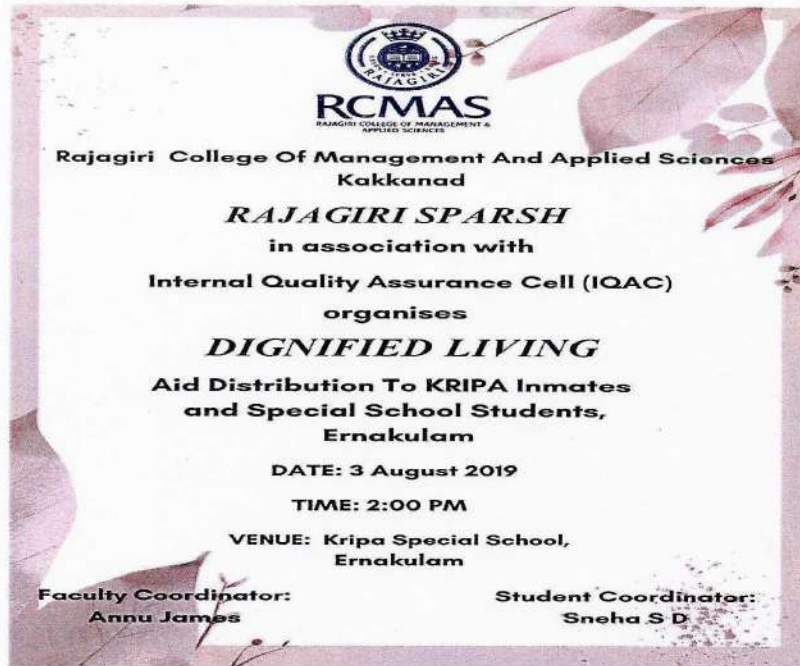 RAJAGIRI
RCMAS
RAJAGIRI COLLEGE OF MANAGEMENT &
APPLIED SCIENCES
Rajagiri College Of Management And Applied Sciences
Kakkanad
RAJAGIRI SPARSH
in association with
Internal Quality Assurance Cell (IQAC)
organises
DIGNIFIED LIVING
Aid Distribution To KRIPA Inmates
and Special School Students,
Ernakulam
DATE: 3 August 2019
TIME: 2:00 PM
VENUE: Kripa Special School,
Ernakulam
Faculty Coordinator:
Annu James
Student Coordinator:
Sneha S D